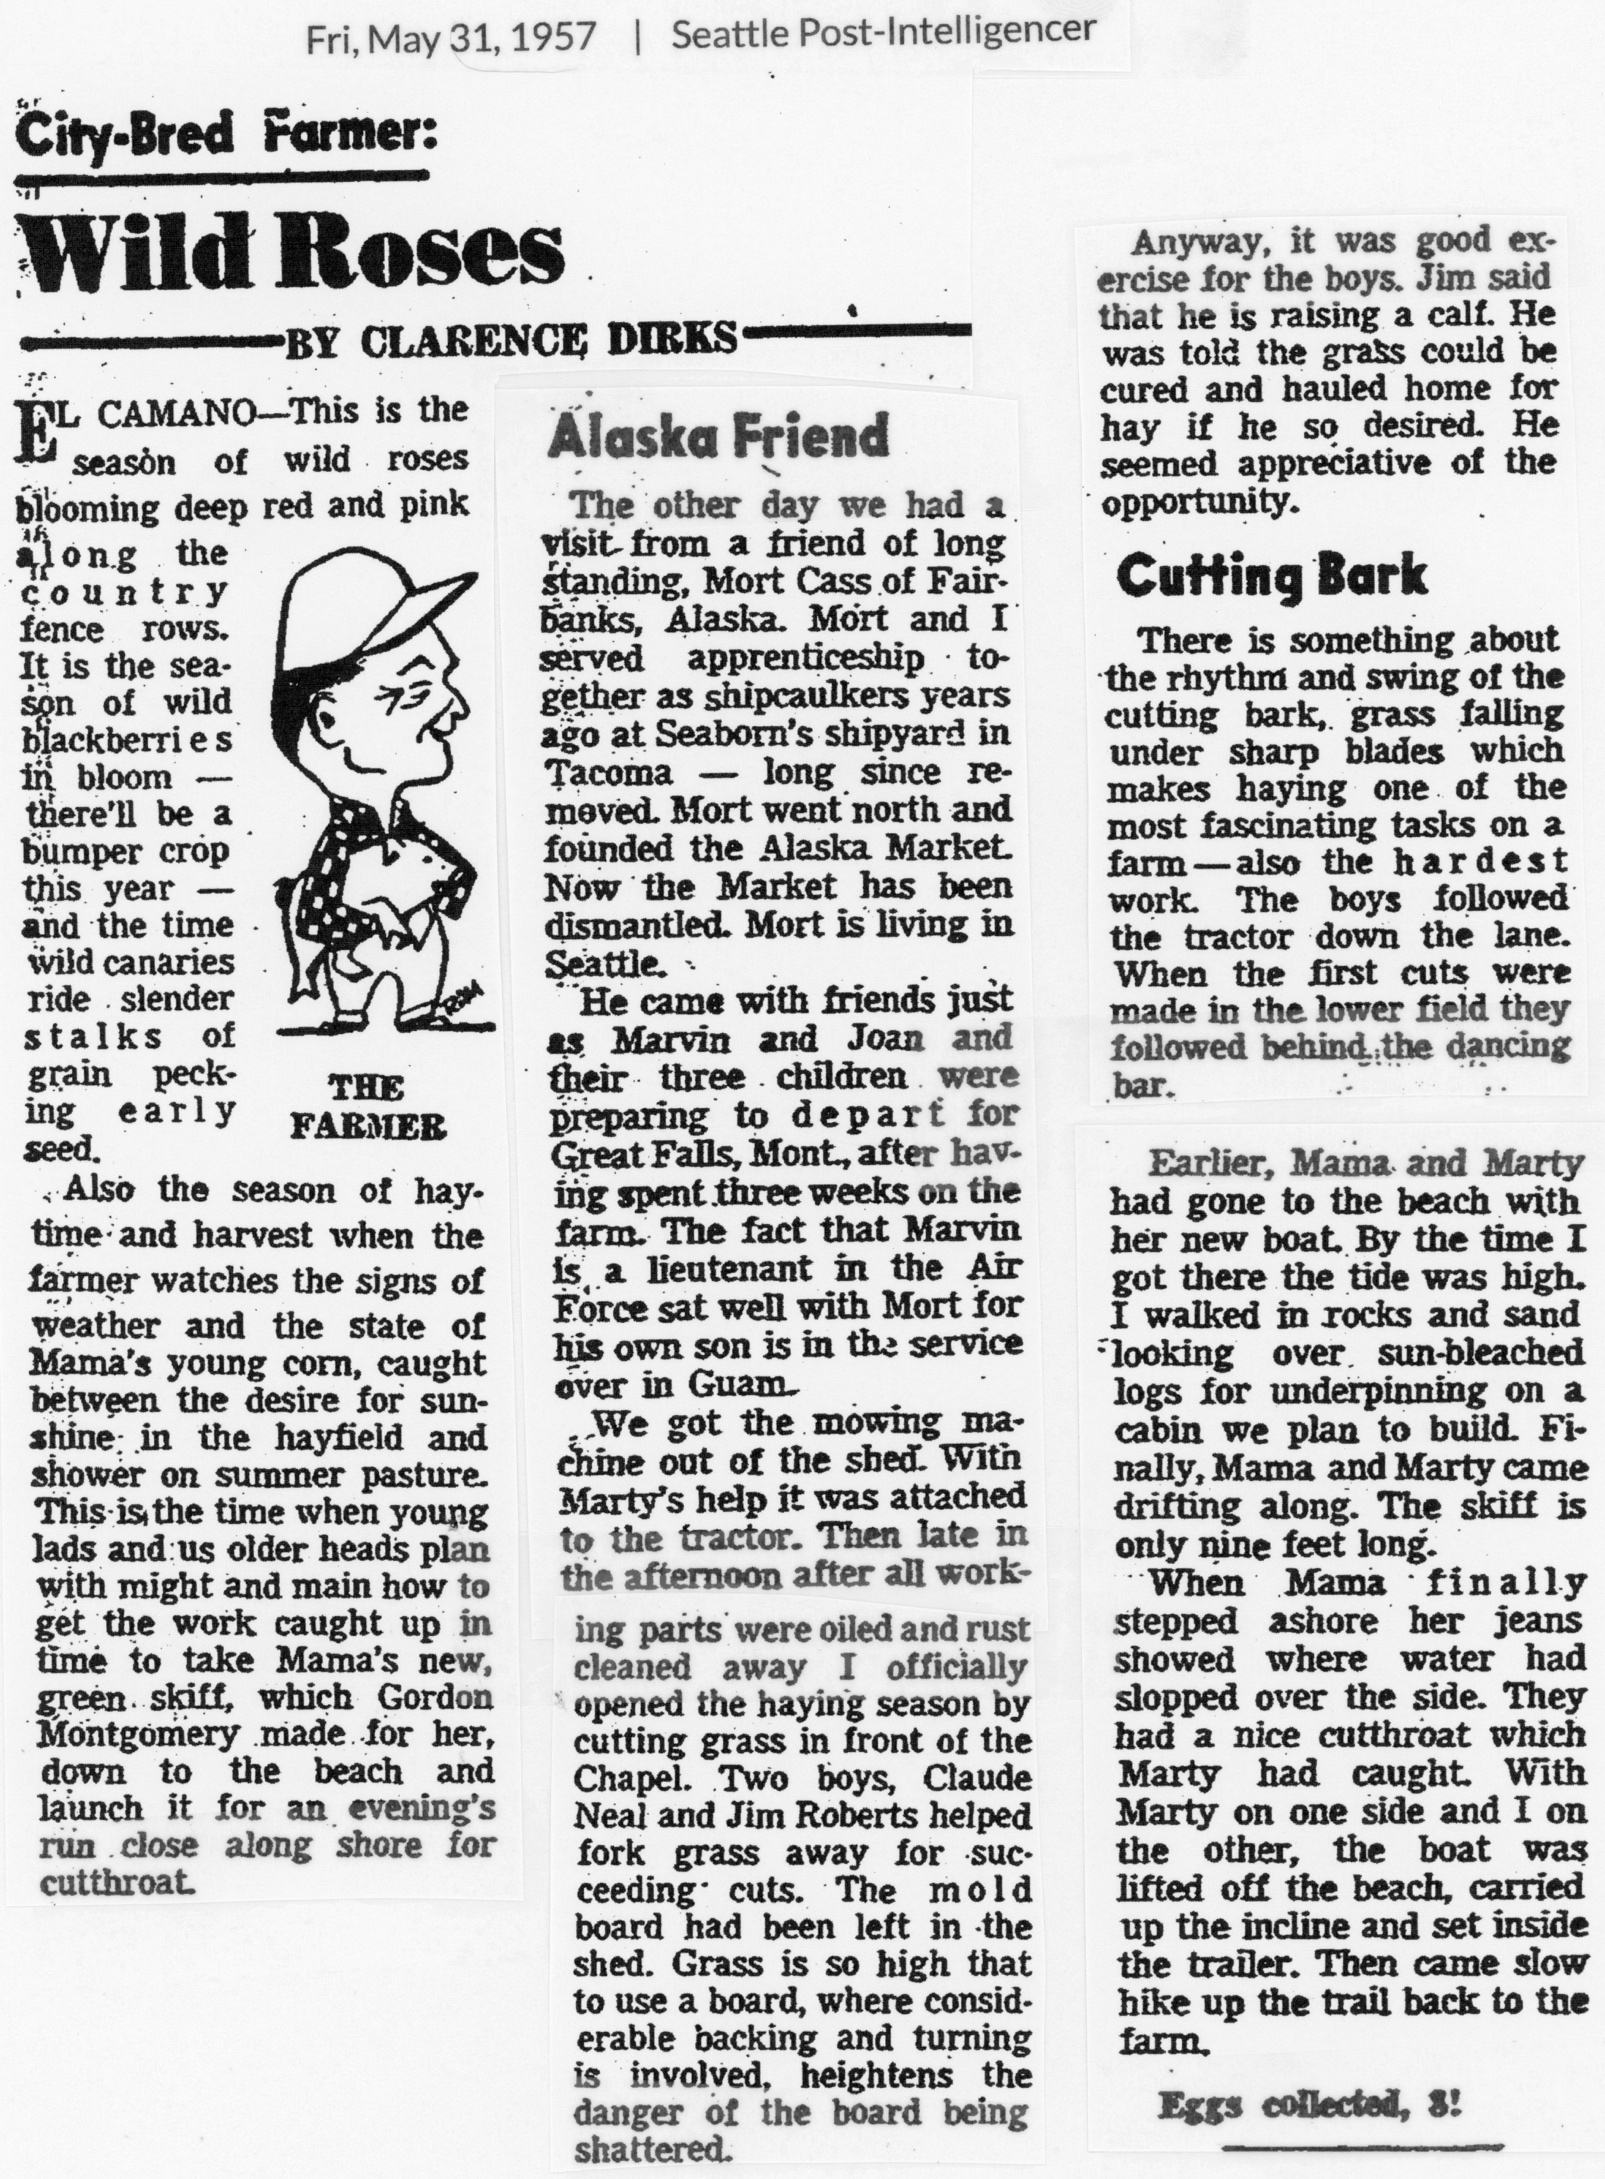 Fri, May 31, 1957 | Seattle Post-Intelligencer
City-Bred Farmer:
Wild Roses
BY CLARENCE DIRKS
EL CAMANO—This is the
season of wild roses
blooming deep red and pink
along the
country
fence rows.
It is the sea-
son of wild
blackberries
in bloom —
there'll be a
bumper crop
this year —
and the time
wild canaries
ride slender
stalks of
grain peck-
ing early
seed.
THE
FARMER
Also the season of hay-
time and harvest when the
farmer watches the signs of
weather and the state of
Mama's young corn, caught
between the desire for sun-
shine in the hayfield and
shower on summer pasture.
This is the time when young
lads and us older heads plan
with might and main how to
get the work caught up in
time to take Mama's new,
green skiff, which Gordon
Montgomery made for her,
down to the beach and
launch it for an evening's
run close along shore for
cutthroat.
Alaska Friend
The other day we had a
visit from a friend of long
standing, Mort Cass of Fair-
banks, Alaska. Mort and I
served apprenticeship to-
gether as shipcaulkers years
ago at Seaborn's shipyard in
Tacoma — long since re-
moved. Mort went north and
founded the Alaska Market.
Now the Market has been
dismantled. Mort is living in
Seattle.
He came with friends just
as Marvin and Joan and
their three children were
preparing to depart for
Great Falls, Mont., after hav-
ing spent three weeks on the
farm. The fact that Marvin
is a lieutenant in the Air
Force sat well with Mort for
his own son is in the service
over in Guam.
We got the mowing ma-
chine out of the shed. With
Marty's help it was attached
to the tractor. Then late in
the afternoon after all work-
ing parts were oiled and rust
cleaned away I officially
opened the haying season by
cutting grass in front of the
Chapel. Two boys, Claude
Neal and Jim Roberts helped
fork grass away for suc-
ceeding cuts. The mold
board had been left in the
shed. Grass is so high that
to use a board, where consid-
erable backing and turning
is involved, heightens the
danger of the board being
shattered.
Anyway, it was good ex-
ercise for the boys. Jim said
that he is raising a calf. He
was told the grass could be
cured and hauled home for
hay if he so desired. He
seemed appreciative of the
opportunity.
Cutting Bark
There is something about
the rhythm and swing of the
cutting bark, grass falling
under sharp blades which
makes haying one of the
most fascinating tasks on a
farm—also the hardest
work. The boys followed
the tractor down the lane.
When the first cuts were
made in the lower field they
followed behind the dancing
bar.
Earlier, Mama and Marty
had gone to the beach with
her new boat. By the time I
got there the tide was high.
I walked in rocks and sand
looking over sun-bleached
logs for underpinning on a
cabin we plan to build. Fi-
nally, Mama and Marty came
drifting along. The skiff is
only nine feet long.
When Mama finally
stepped ashore her jeans
showed where water had
slopped over the side. They
had a nice cutthroat which
Marty had caught. With
Marty on one side and I on
the other, the boat was
lifted off the beach, carried
up the incline and set inside
the trailer. Then came slow
hike up the trail back to the
farm.
Eggs collected, 8!